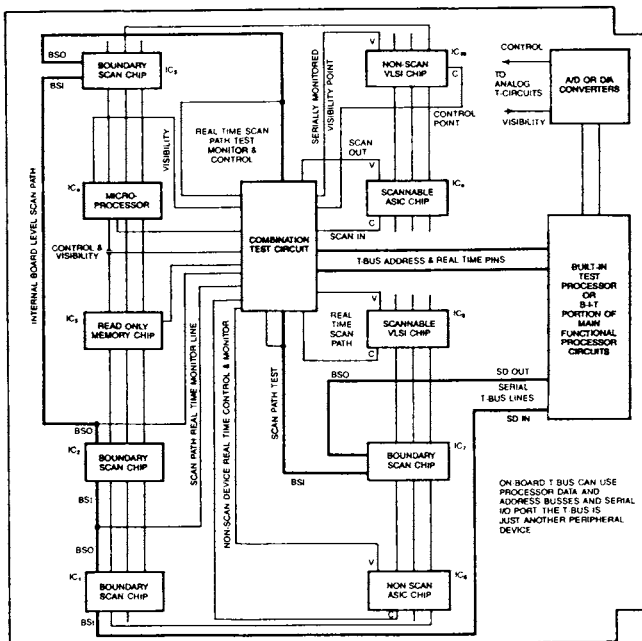 BSO
BSI
BOUNDARY
SCAN CHIP
IC₃
V
NON-SCAN
VLSI CHIP
C
CONTROL
TO
ANALOG
T-CIRCUITS
VISIBILITY
A/D OR D/A
CONVERTERS
SERIALLY MONITORED
VISIBILITY POINT
CONTROL
POINT
REAL TIME SCAN
PATH TEST
MONITOR &
CONTROL
VISIBILITY
SCAN
OUT
V
INTERNAL BOARD LEVEL SCAN PATH
IC₄
MICRO-
PROCESSOR
COMBINATION
TEST CIRCUIT
SCANNABLE
ASIC CHIP
C
SCAN IN
CONTROL &
VISIBILITY
T-BUS ADDRESS & REAL TIME PINS
BUILT-IN
TEST
PROCESSOR
OR
B-I-T
PORTION OF
MAIN
FUNCTIONAL
PROCESSOR
CIRCUITS
IC₅
READ ONLY
MEMORY CHIP
V
REAL
TIME
SCAN
PATH
SCANNABLE
VLSI CHIP
C
SCAN PATH REAL TIME MONITOR LINE
NON-SCAN DEVICE REAL TIME CONTROL & MONITOR
SCAN PATH TEST
BSO
SD OUT
SERIAL
T-BUS LINES
SD IN
BSO
IC₂
BOUNDARY
SCAN CHIP
BSI
IC₇
BOUNDARY
SCAN CHIP
BSI
ON-BOARD T BUS CAN USE
PROCESSOR DATA AND
ADDRESS BUSSES AND SERIAL
I/O PORT THE T-BUS IS
JUST ANOTHER PERIPHERAL
DEVICE
BSO
IC₁
BOUNDARY
SCAN CHIP
BSI
V
NON SCAN
ASIC CHIP
C